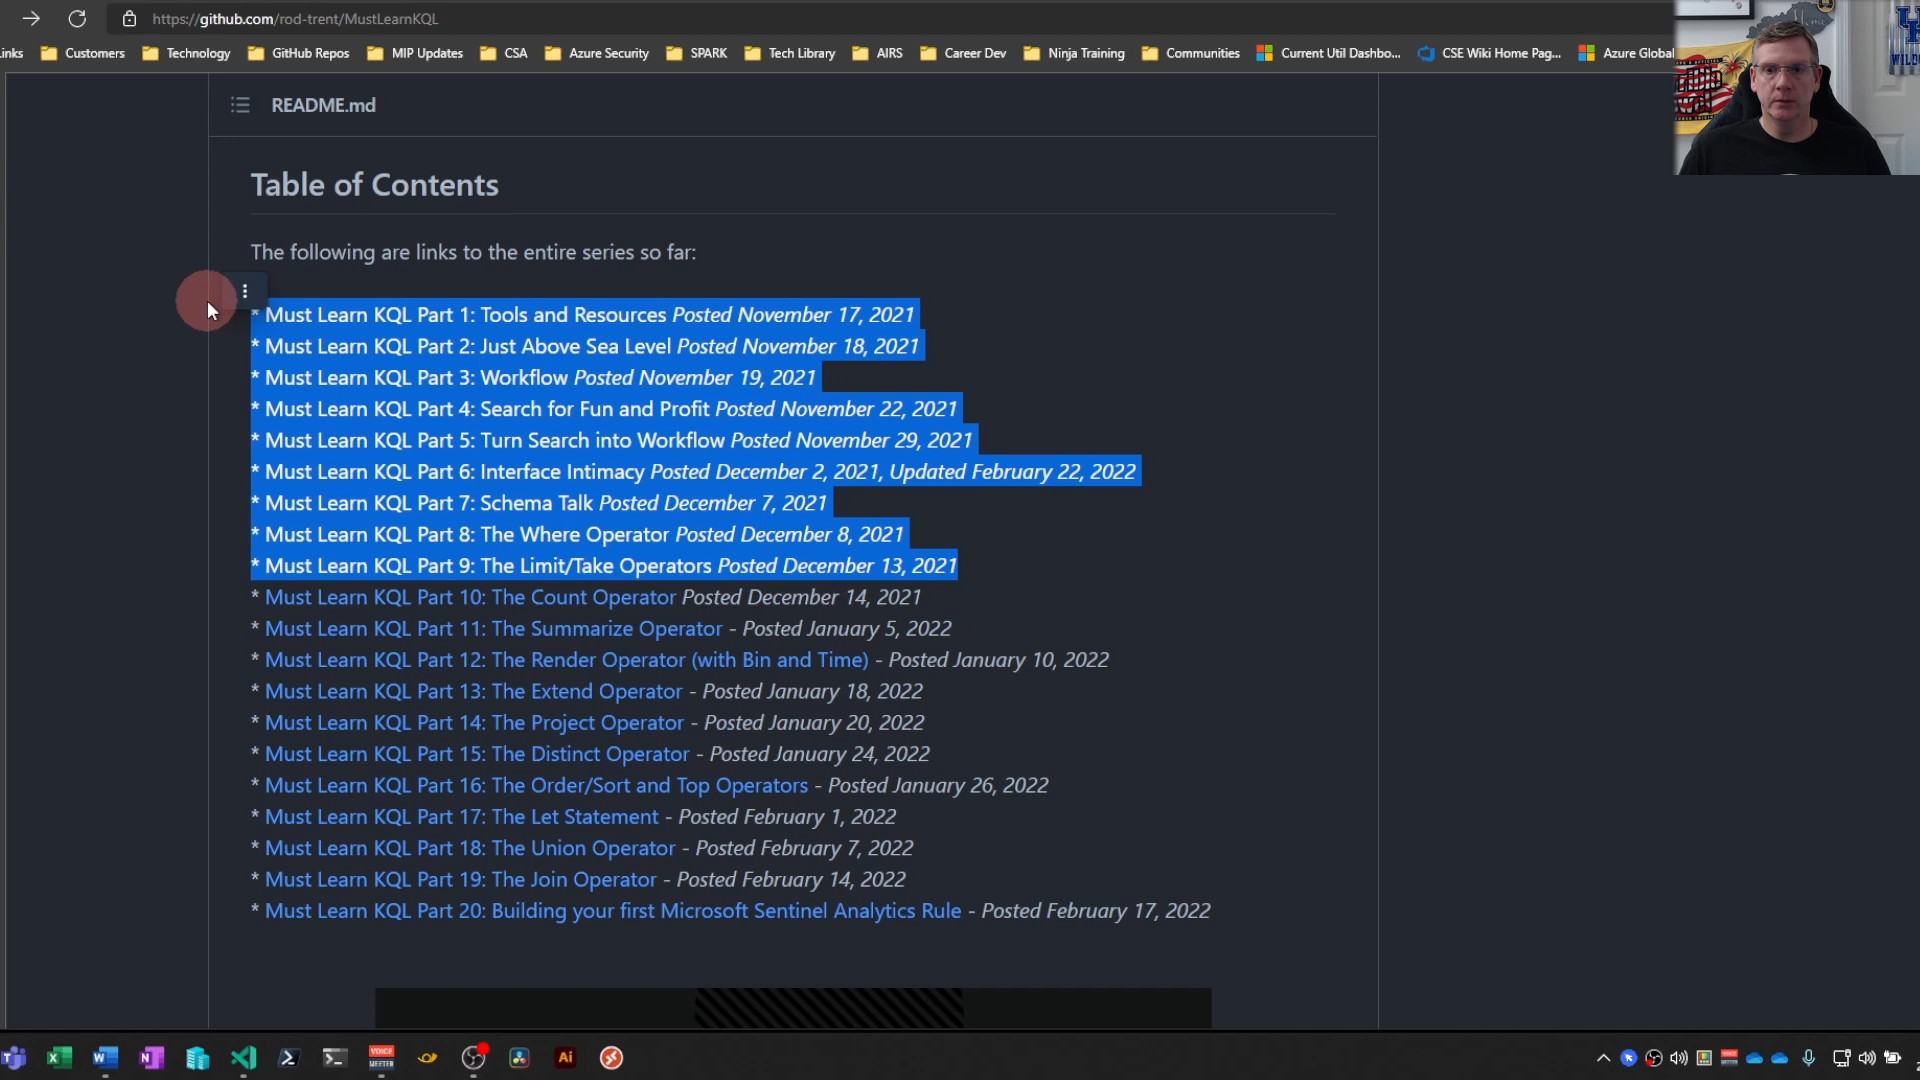 https://github.com/rod-trent/MustLearnKQL
inks Customers Technology GitHub Repos MIP Updates CSA Azure Security SPARK Tech Library AIRS Career Dev Ninja Training Communities Current Util Dashbo... CSE Wiki Home Pag... Azure Global
README.md
Table of Contents
The following are links to the entire series so far:
* Must Learn KQL Part 1: Tools and Resources Posted November 17, 2021
* Must Learn KQL Part 2: Just Above Sea Level Posted November 18, 2021
* Must Learn KQL Part 3: Workflow Posted November 19, 2021
* Must Learn KQL Part 4: Search for Fun and Profit Posted November 22, 2021
* Must Learn KQL Part 5: Turn Search into Workflow Posted November 29, 2021
* Must Learn KQL Part 6: Interface Intimacy Posted December 2, 2021, Updated February 22, 2022
* Must Learn KQL Part 7: Schema Talk Posted December 7, 2021
* Must Learn KQL Part 8: The Where Operator Posted December 8, 2021
* Must Learn KQL Part 9: The Limit/Take Operators Posted December 13, 2021
* Must Learn KQL Part 10: The Count Operator Posted December 14, 2021
* Must Learn KQL Part 11: The Summarize Operator - Posted January 5, 2022
* Must Learn KQL Part 12: The Render Operator (with Bin and Time) - Posted January 10, 2022
* Must Learn KQL Part 13: The Extend Operator - Posted January 18, 2022
* Must Learn KQL Part 14: The Project Operator - Posted January 20, 2022
* Must Learn KQL Part 15: The Distinct Operator - Posted January 24, 2022
* Must Learn KQL Part 16: The Order/Sort and Top Operators - Posted January 26, 2022
* Must Learn KQL Part 17: The Let Statement - Posted February 1, 2022
* Must Learn KQL Part 18: The Union Operator - Posted February 7, 2022
* Must Learn KQL Part 19: The Join Operator - Posted February 14, 2022
* Must Learn KQL Part 20: Building your first Microsoft Sentinel Analytics Rule - Posted February 17, 2022
VOICE
MEETER
Ai